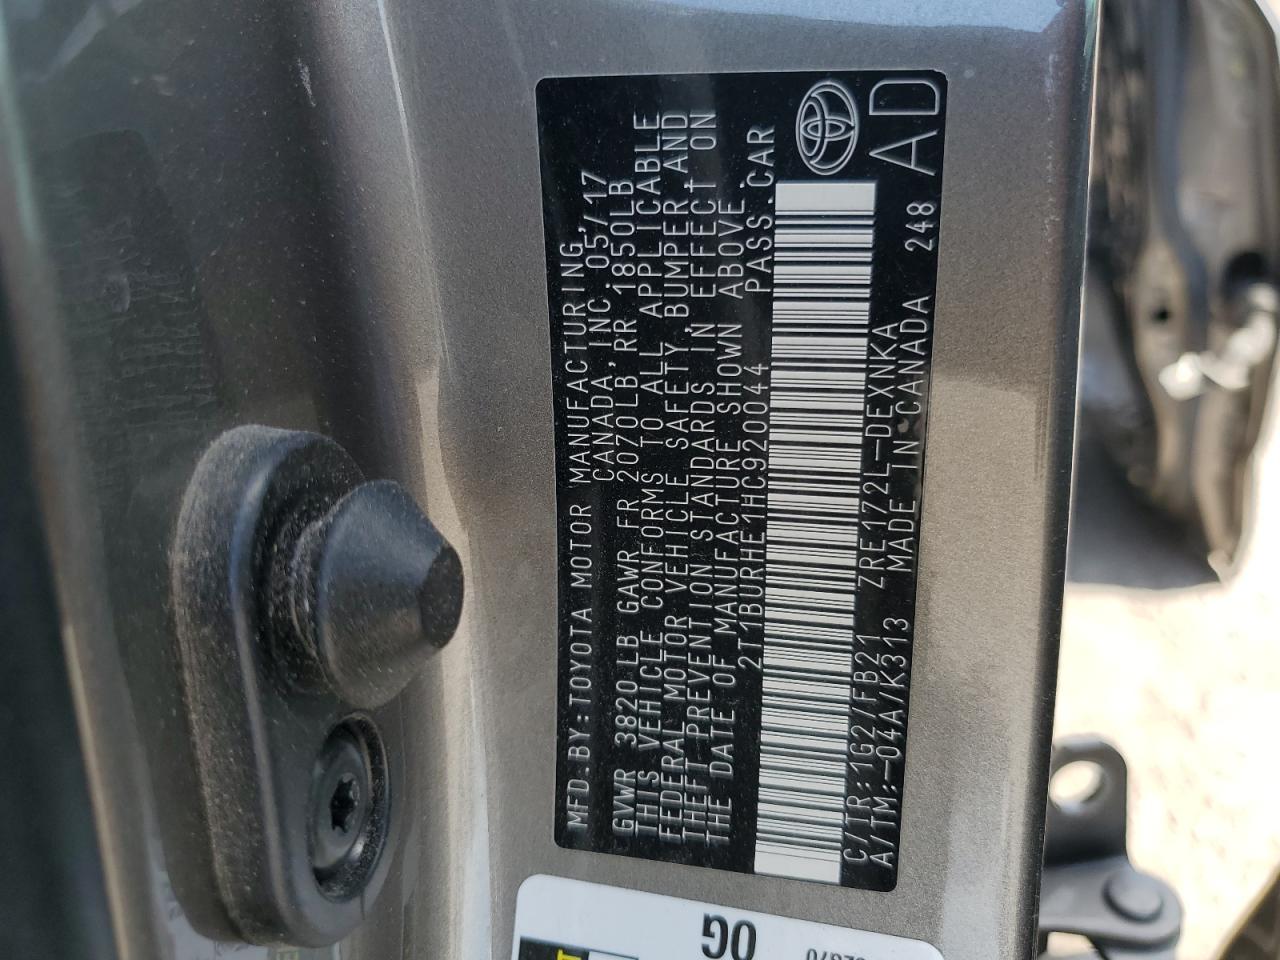 MFD.BY:TOYOTA MOTOR MANUFACTURING,
CANADA,INC. 05/17
GVWR 3820LB GAWR FR 2070LB RR 1850LB
THIS VEHICLE CONFORMS TO ALL APPLICABLE
FEDERAL MOTOR VEHICLE SAFETY,BUMPER,AND
THEFT PREVENTION STANDARDS IN EFFECT ON
THE DATE OF MANUFACTURE SHOWN ABOVE.
2T1BURHE1HC920044 PASS.CAR
C/TR:1G2/FB21 ZRE172L-DEXNKA
A/TM:-04A/K313 MADE IN CANADA 248
AD
OG